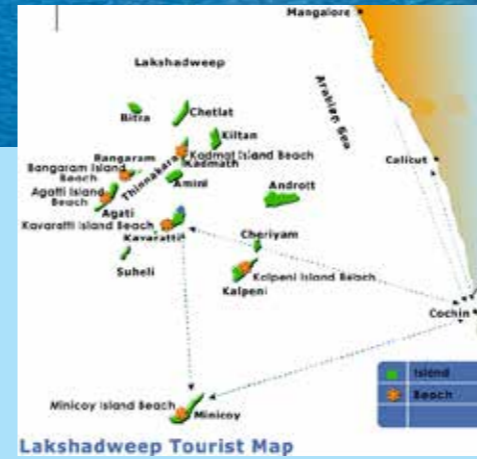 Mangalore
Lakshadweep
Arabian Sea
Bitra
Chetlat
Kiltan
Bangaram
Thinnakara
Kadmat Island Beach
Kadmath
Bangaram Island
Beach
Amini
Calicut
Agatti Island
Beach
Andrott
Agati
Kavaratti Island Beach
Kavaratti
Cheriyam
Suheli
Kalpeni Island Beach
Kalpeni
Cochin
Island
Beach
Minicoy Island Beach
Minicoy
Lakshadweep Tourist Map